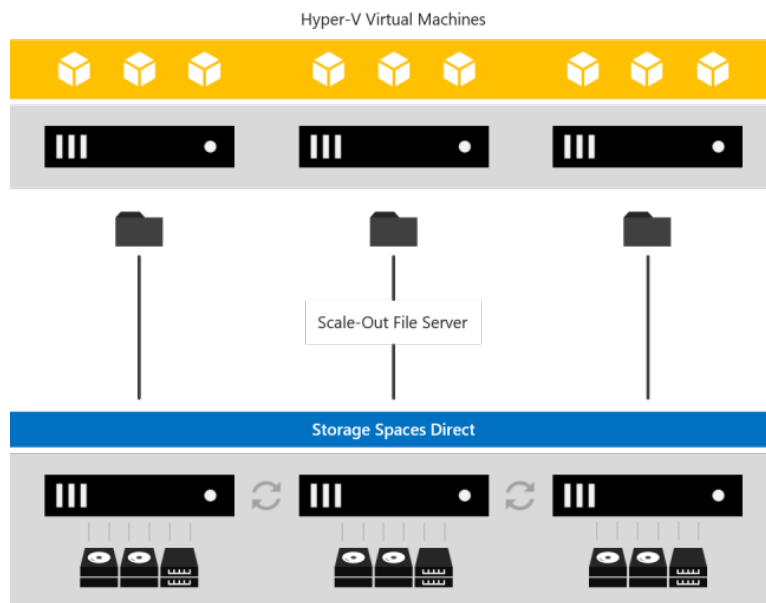 Hyper-V Virtual Machines
Scale-Out File Server
Storage Spaces Direct